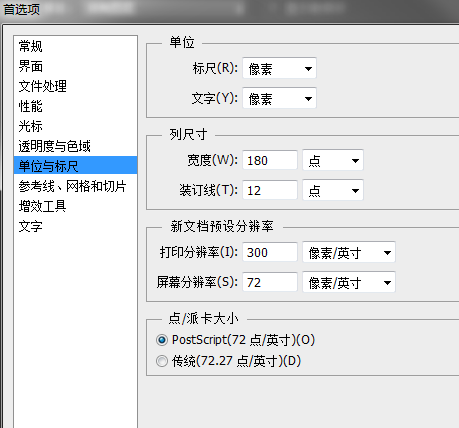 首选项
常规
界面
文件处理
性能
光标
透明度与色域
单位与标尺
参考线、网格和切片
增效工具
文字
单位
标尺(R): 像素
文字(Y): 像素
列尺寸
宽度(W): 180 点
装订线(T): 12 点
新文档预设分辨率
打印分辨率(I): 300 像素/英寸
屏幕分辨率(S): 72 像素/英寸
点/派卡大小
PostScript(72 点/英寸)(O)
传统(72.27 点/英寸)(D)